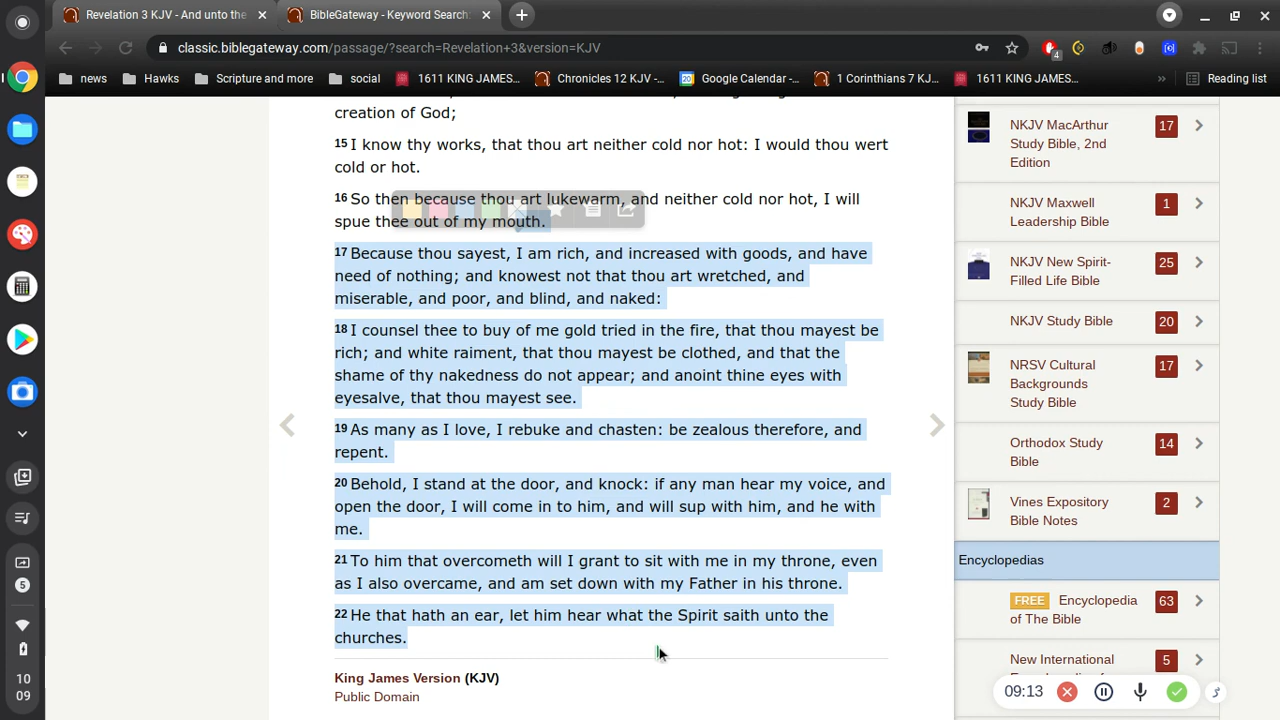 Revelation 3 KJV - And unto the
BibleGateway - Keyword Search:
classic.biblegateway.com/passage/?search=Revelation+3&version=KJV
4
news
Hawks
Scripture and more
social
1611 KING JAMES...
Chronicles 12 KJV -...
Google Calendar -...
1 Corinthians 7 KJ...
1611 KING JAMES...
»
Reading list
creation of God;
15 I know thy works, that thou art neither cold nor hot: I would thou wert
cold or hot.
16 So then because thou art lukewarm, and neither cold nor hot, I will
spue thee out of my mouth.
17 Because thou sayest, I am rich, and increased with goods, and have
need of nothing; and knowest not that thou art wretched, and
miserable, and poor, and blind, and naked:
18 I counsel thee to buy of me gold tried in the fire, that thou mayest be
rich; and white raiment, that thou mayest be clothed, and that the
shame of thy nakedness do not appear; and anoint thine eyes with
eyesalve, that thou mayest see.
19 As many as I love, I rebuke and chasten: be zealous therefore, and
repent.
20 Behold, I stand at the door, and knock: if any man hear my voice, and
open the door, I will come in to him, and will sup with him, and he with
me.
21 To him that overcometh will I grant to sit with me in my throne, even
as I also overcame, and am set down with my Father in his throne.
22 He that hath an ear, let him hear what the Spirit saith unto the
churches.
King James Version (KJV)
Public Domain
NKJV MacArthur 17
Study Bible, 2nd
Edition
NKJV Maxwell 1
Leadership Bible
NKJV New Spirit- 25
Filled Life Bible
NKJV Study Bible 20
NRSV Cultural 17
Backgrounds
Study Bible
Orthodox Study 14
Bible
Vines Expository 2
Bible Notes
Encyclopedias
FREE Encyclopedia 63
of The Bible
New International 5
09:13
5
10
09